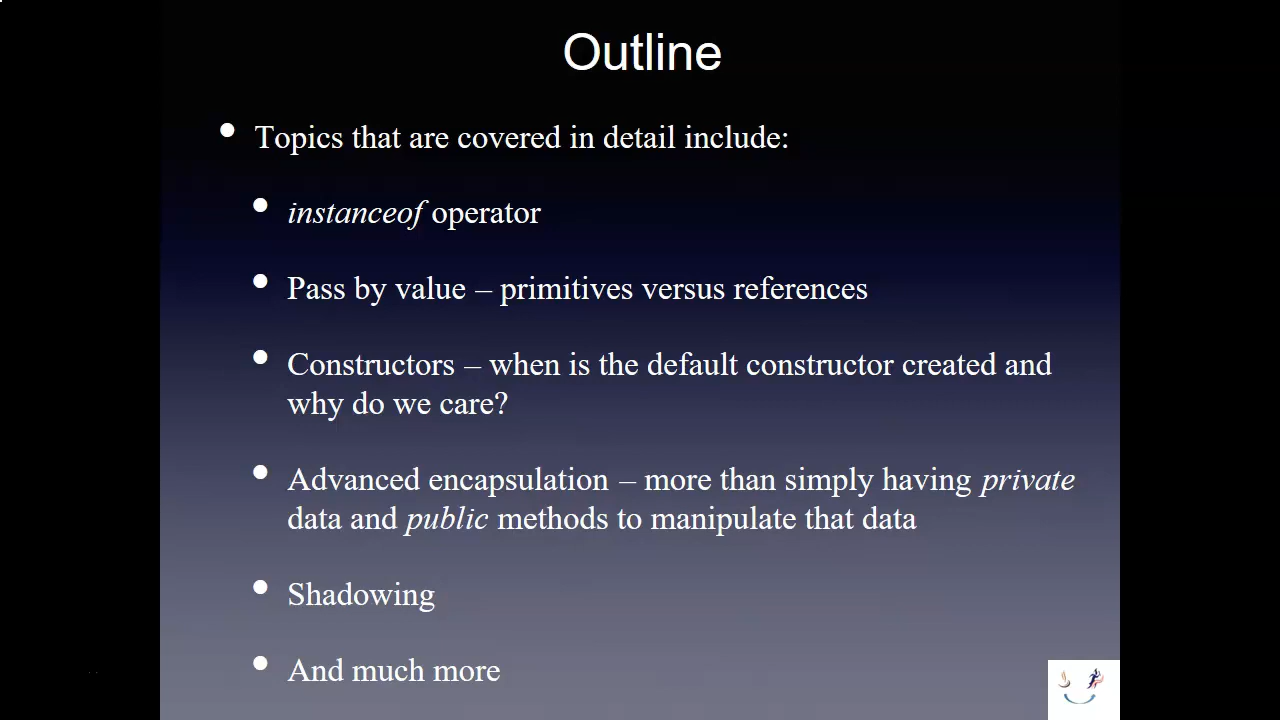 Outline
• Topics that are covered in detail include:
• instanceof operator
• Pass by value – primitives versus references
• Constructors – when is the default constructor created and
why do we care?
• Advanced encapsulation – more than simply having private
data and public methods to manipulate that data
• Shadowing
• And much more